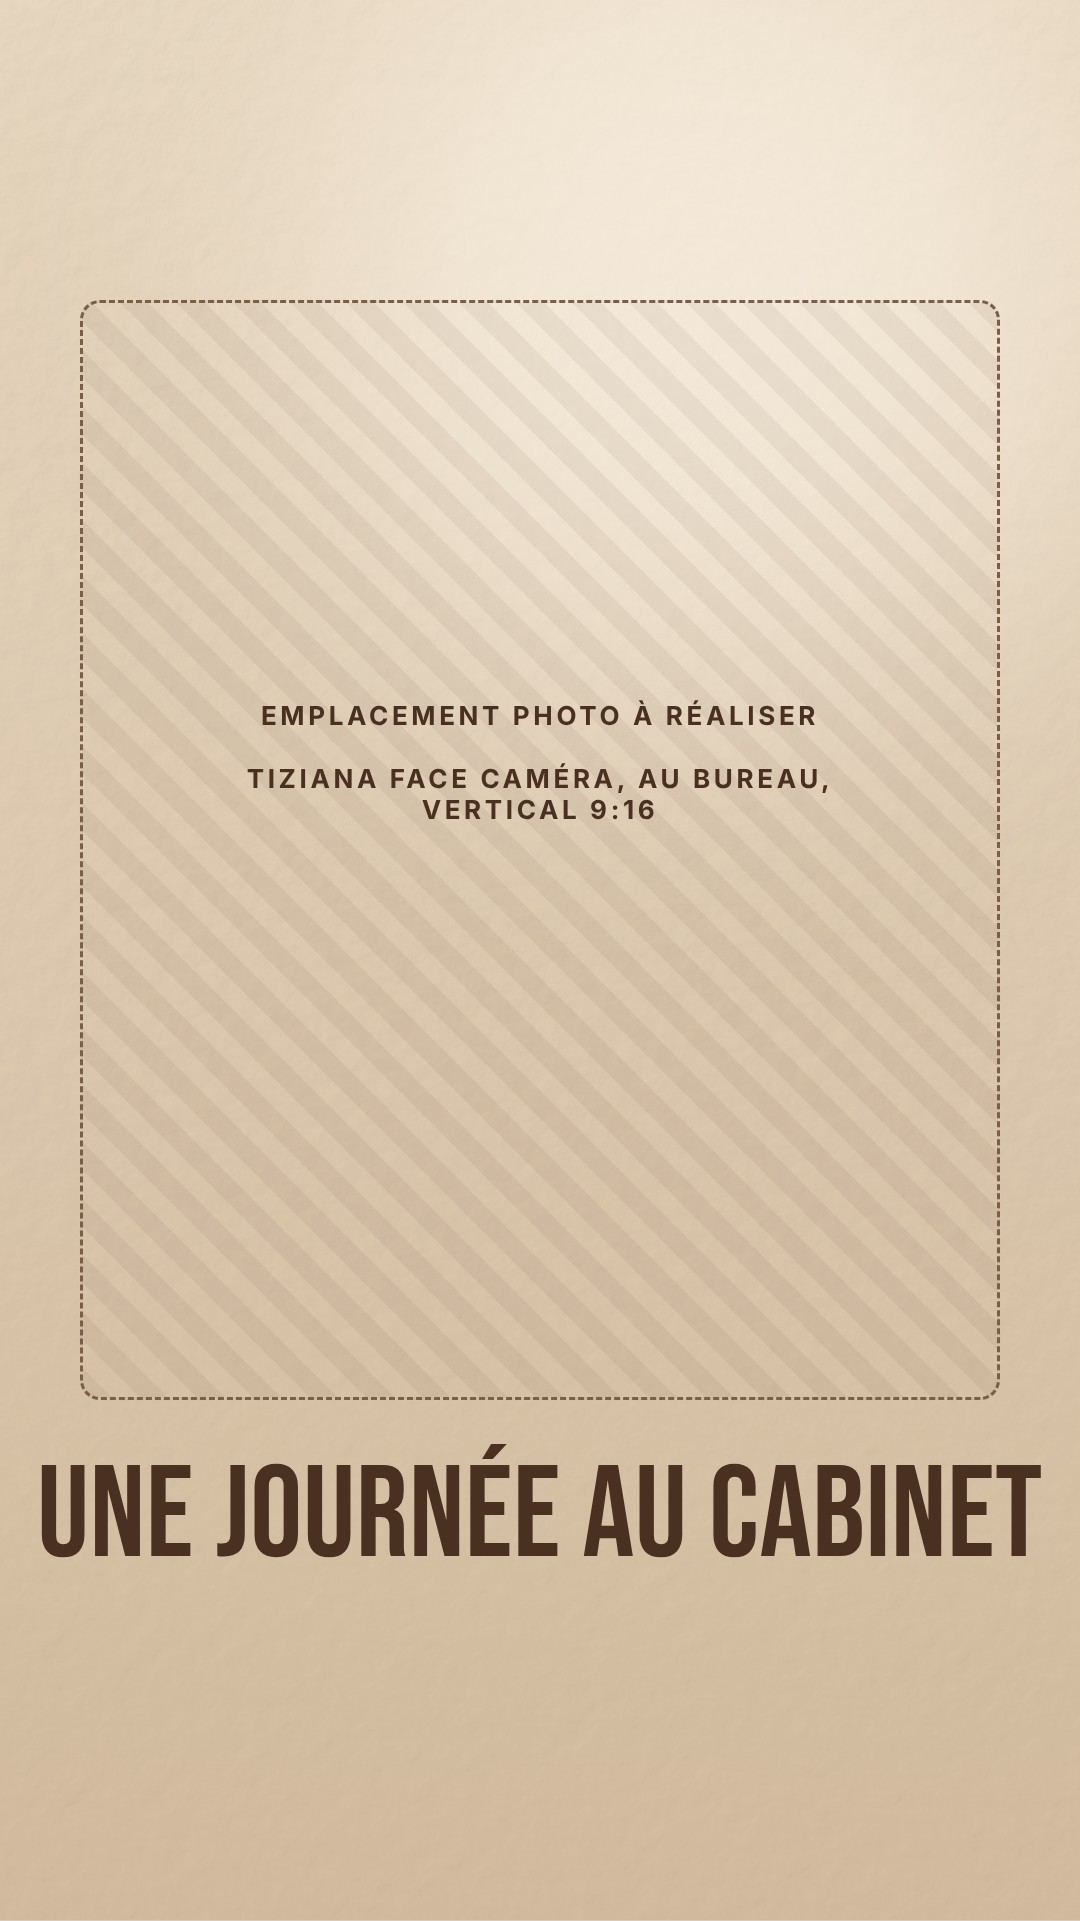 EMPLACEMENT PHOTO À RÉALISER
TIZIANA FACE CAMÉRA, AU BUREAU,
VERTICAL 9:16
UNE JOURNÉE AU CABINET